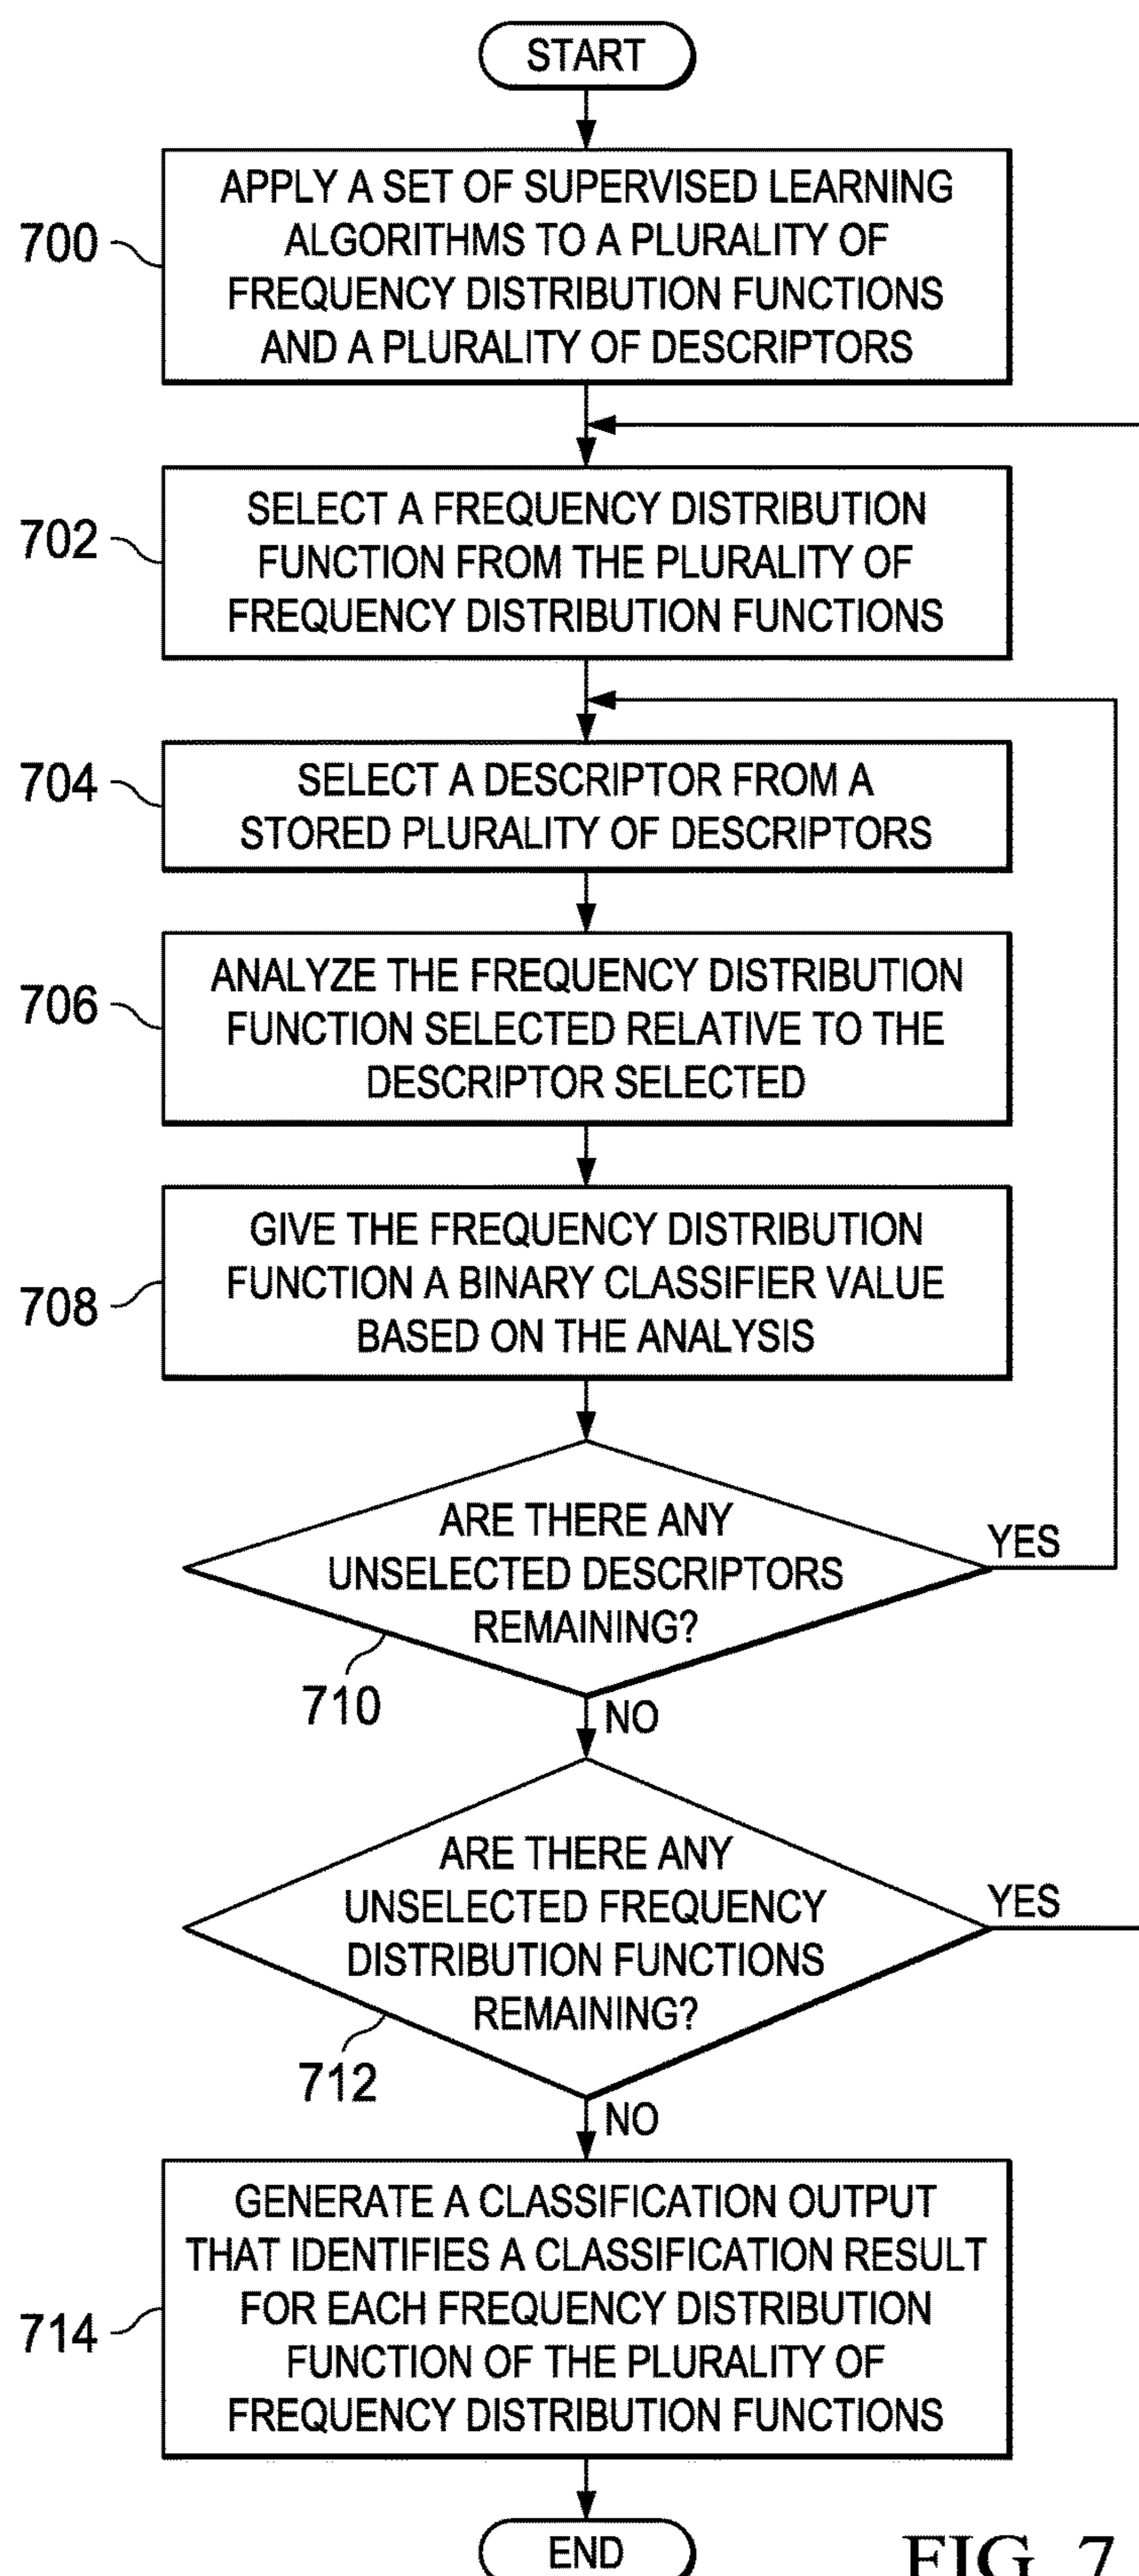 START
APPLY A SET OF SUPERVISED LEARNING
ALGORITHMS TO A PLURALITY OF
FREQUENCY DISTRIBUTION FUNCTIONS
AND A PLURALITY OF DESCRIPTORS
700
SELECT A FREQUENCY DISTRIBUTION
FUNCTION FROM THE PLURALITY OF
FREQUENCY DISTRIBUTION FUNCTIONS
702
SELECT A DESCRIPTOR FROM A
STORED PLURALITY OF DESCRIPTORS
704
ANALYZE THE FREQUENCY DISTRIBUTION
FUNCTION SELECTED RELATIVE TO THE
DESCRIPTOR SELECTED
706
GIVE THE FREQUENCY DISTRIBUTION
FUNCTION A BINARY CLASSIFIER VALUE
BASED ON THE ANALYSIS
708
ARE THERE ANY
UNSELECTED DESCRIPTORS
REMAINING?
YES
710
NO
ARE THERE ANY
UNSELECTED FREQUENCY
DISTRIBUTION FUNCTIONS
REMAINING?
YES
712
NO
GENERATE A CLASSIFICATION OUTPUT
THAT IDENTIFIES A CLASSIFICATION RESULT
FOR EACH FREQUENCY DISTRIBUTION
FUNCTION OF THE PLURALITY OF
FREQUENCY DISTRIBUTION FUNCTIONS
714
END
FIG. 7